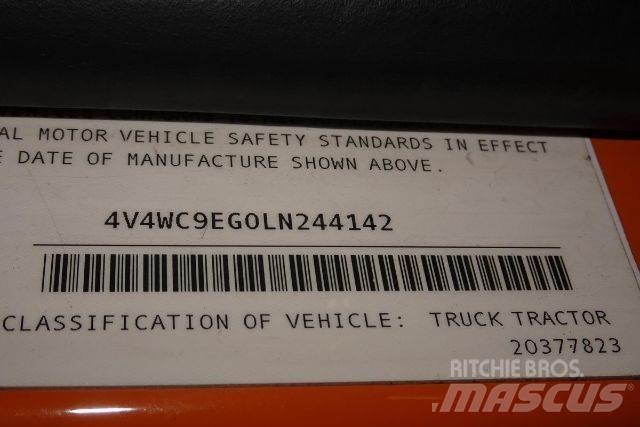 AL MOTOR VEHICLE SAFETY STANDARDS IN EFFECT
E DATE OF MANUFACTURE SHOWN ABOVE.
4V4WC9EG0LN244142
CLASSIFICATION OF VEHICLE: TRUCK TRACTOR
20377823
RITCHIE BROS.
MASCUS